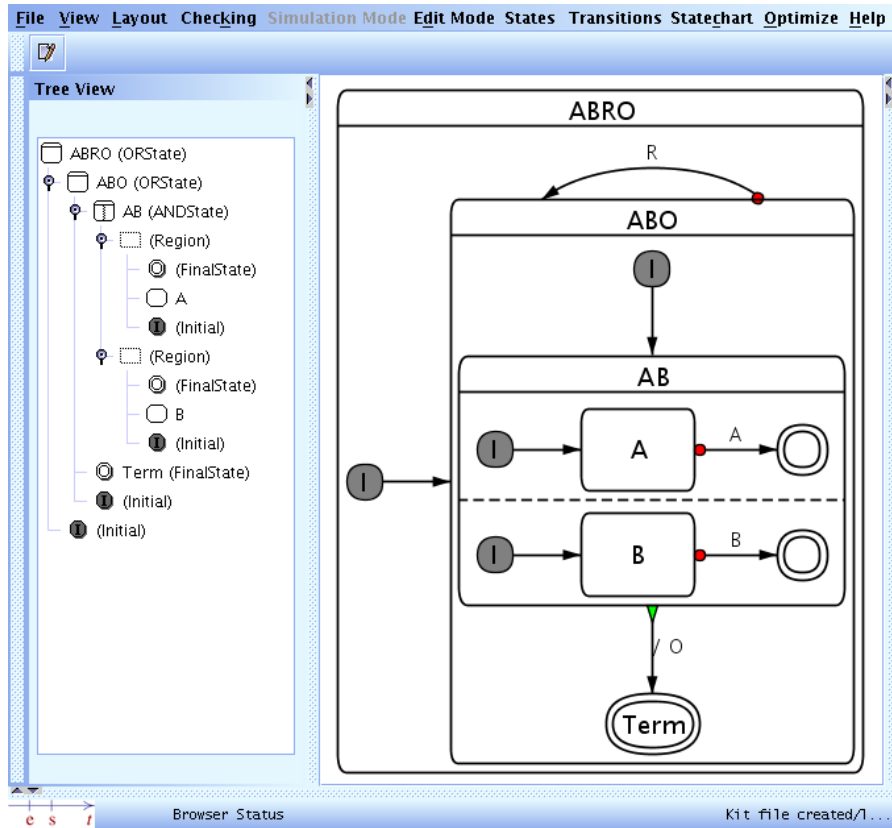 File View Layout Checking Simulation Mode Edit Mode States Transitions Statechart Optimize Help
Tree View
ABRO (ORState)
ABO (ORState)
AB (ANDState)
(Region)
(FinalState)
A
I (Initial)
(Region)
(FinalState)
B
I (Initial)
Term (FinalState)
I (Initial)
I (Initial)
ABRO
R
ABO
I
AB
I A A
I
I B B
/ O
Term
e s t
Browser Status
Kit file created/l...